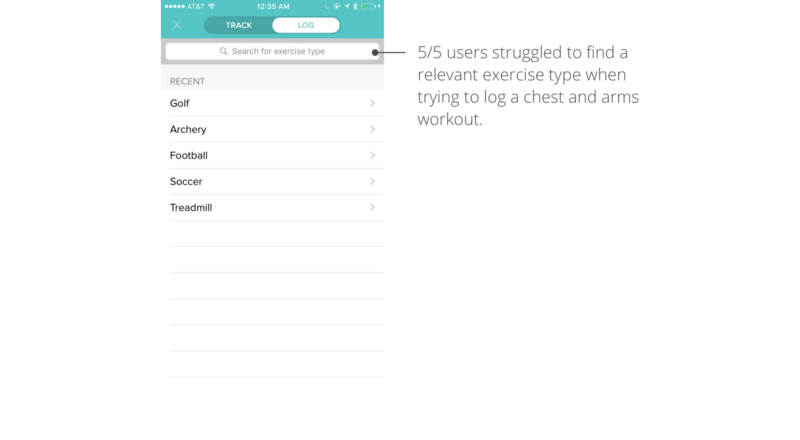 AT&T 12:35 AM
TRACK LOG
Search for exercise type
RECENT
Golf
Archery
Football
Soccer
Treadmill
5/5 users struggled to find a
relevant exercise type when
trying to log a chest and arms
workout.